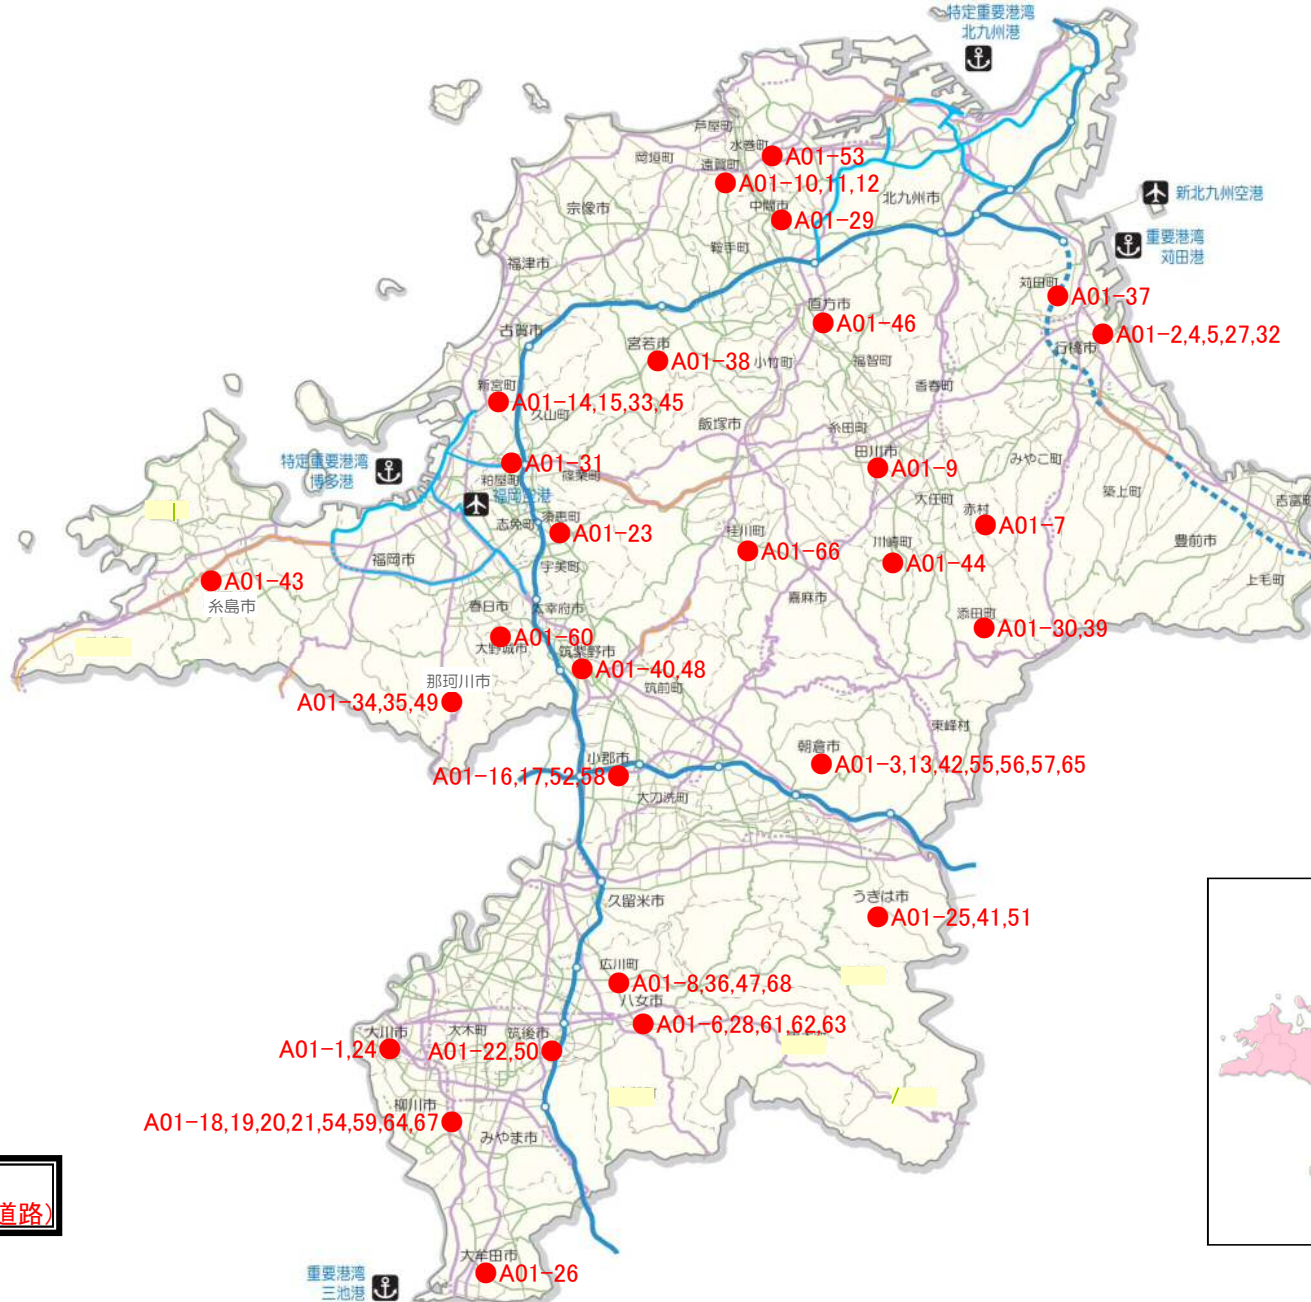 特定重要港湾
北九州港
芦屋町
水巻町
A01-53
岡垣町
遠賀町
A01-10,11,12
新北九州空港
北九州市
宗像市
中間市
A01-29
重要港湾
苅田港
鞍手町
福津市
苅田町
A01-37
直方市
A01-46
古賀市
A01-2,4,5,27,32
行橋市
宮若市
A01-38
小竹町
福智町
香春町
新宮町
A01-14,15,33,45
久山町
飯塚市
糸田町
田川市
A01-9
みやこ町
特定重要港湾
博多港
A01-31
粕屋町
篠栗町
築上町
大任町
吉富町
福岡空港
赤村
A01-7
志免町
須恵町
A01-23
桂川町
A01-66
川崎町
A01-44
豊前市
福岡市
宇美町
上毛町
A01-43
糸島市
嘉麻市
春日市
太宰府市
添田町
A01-30,39
A01-60
大野城市
筑紫野市
A01-40,48
那珂川市
筑前町
A01-34,35,49
東峰村
朝倉市
A01-3,13,42,55,56,57,65
小郡市
A01-16,17,52,58
大刀洗町
久留米市
うきは市
A01-25,41,51
広川町
A01-8,36,47,68
八女市
A01-6,28,61,62,63
大川市
A01-1,24
大木町
筑後市
A01-22,50
柳川市
A01-18,19,20,21,54,59,64,67
みやま市
道路)
大牟田市
A01-26
重要港湾
三池港